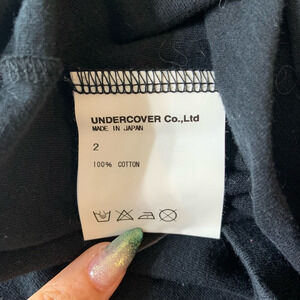 UNDERCOVER Co.,Ltd
MADE IN JAPAN
2
100% COTTON